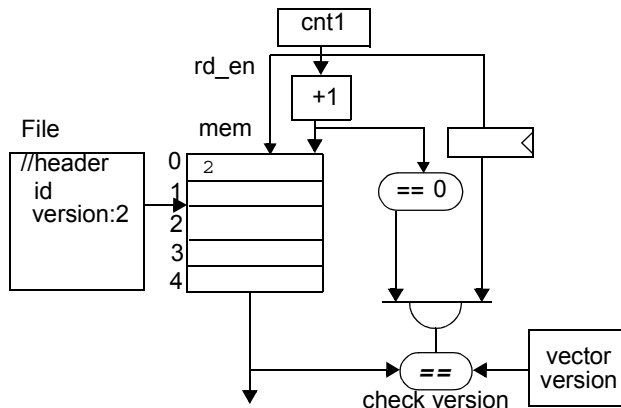 cnt1
rd_en
+1
File
mem
//header
id
version:2
0
2
1
2
3
4
== 0
==
check version
vector
version